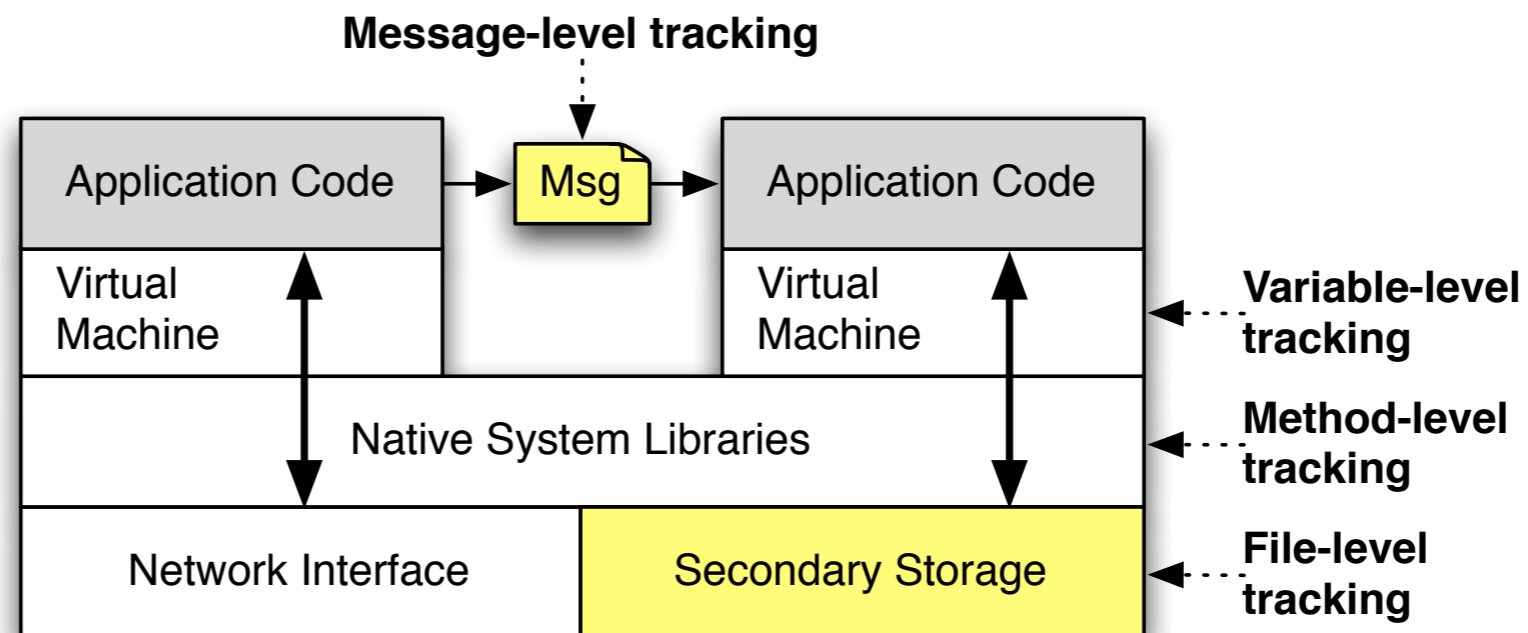 Message-level tracking
Application Code
Msg
Application Code
Virtual
Machine
Virtual
Machine
Variable-level
tracking
Native System Libraries
Method-level
tracking
Network Interface
Secondary Storage
File-level
tracking